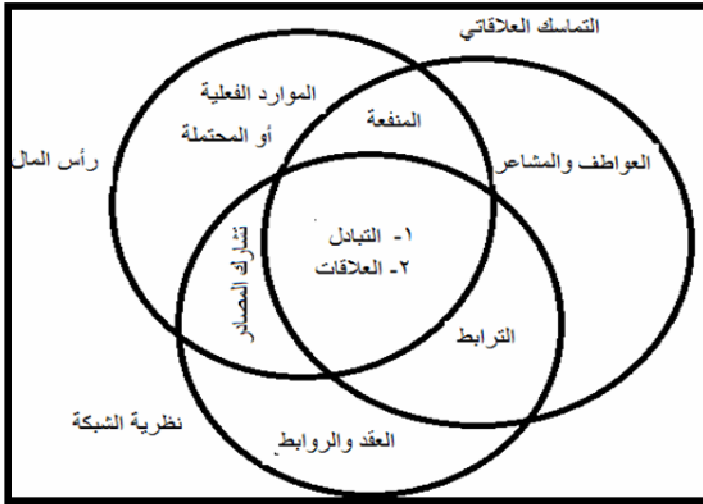 التماسك العلاقاتي
الموارد الفعلية
أو المحتملة
المنفعة
رأس المال
العواطف والمشاعر
تشارك المصادر
١- التبادل
٢- العلاقات
الترابط
نظرية الشبكة
العقد والروابط